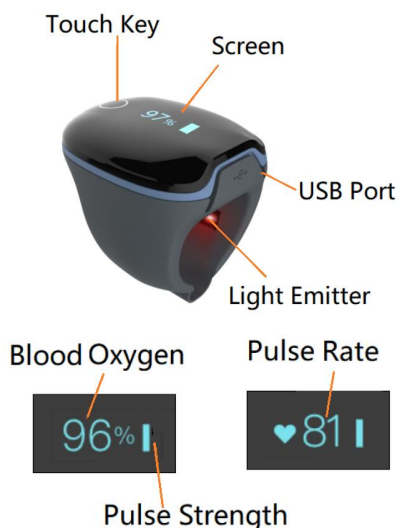 Touch Key
Screen
97%
USB Port
Light Emitter
Blood Oxygen
Pulse Rate
96%
81
Pulse Strength